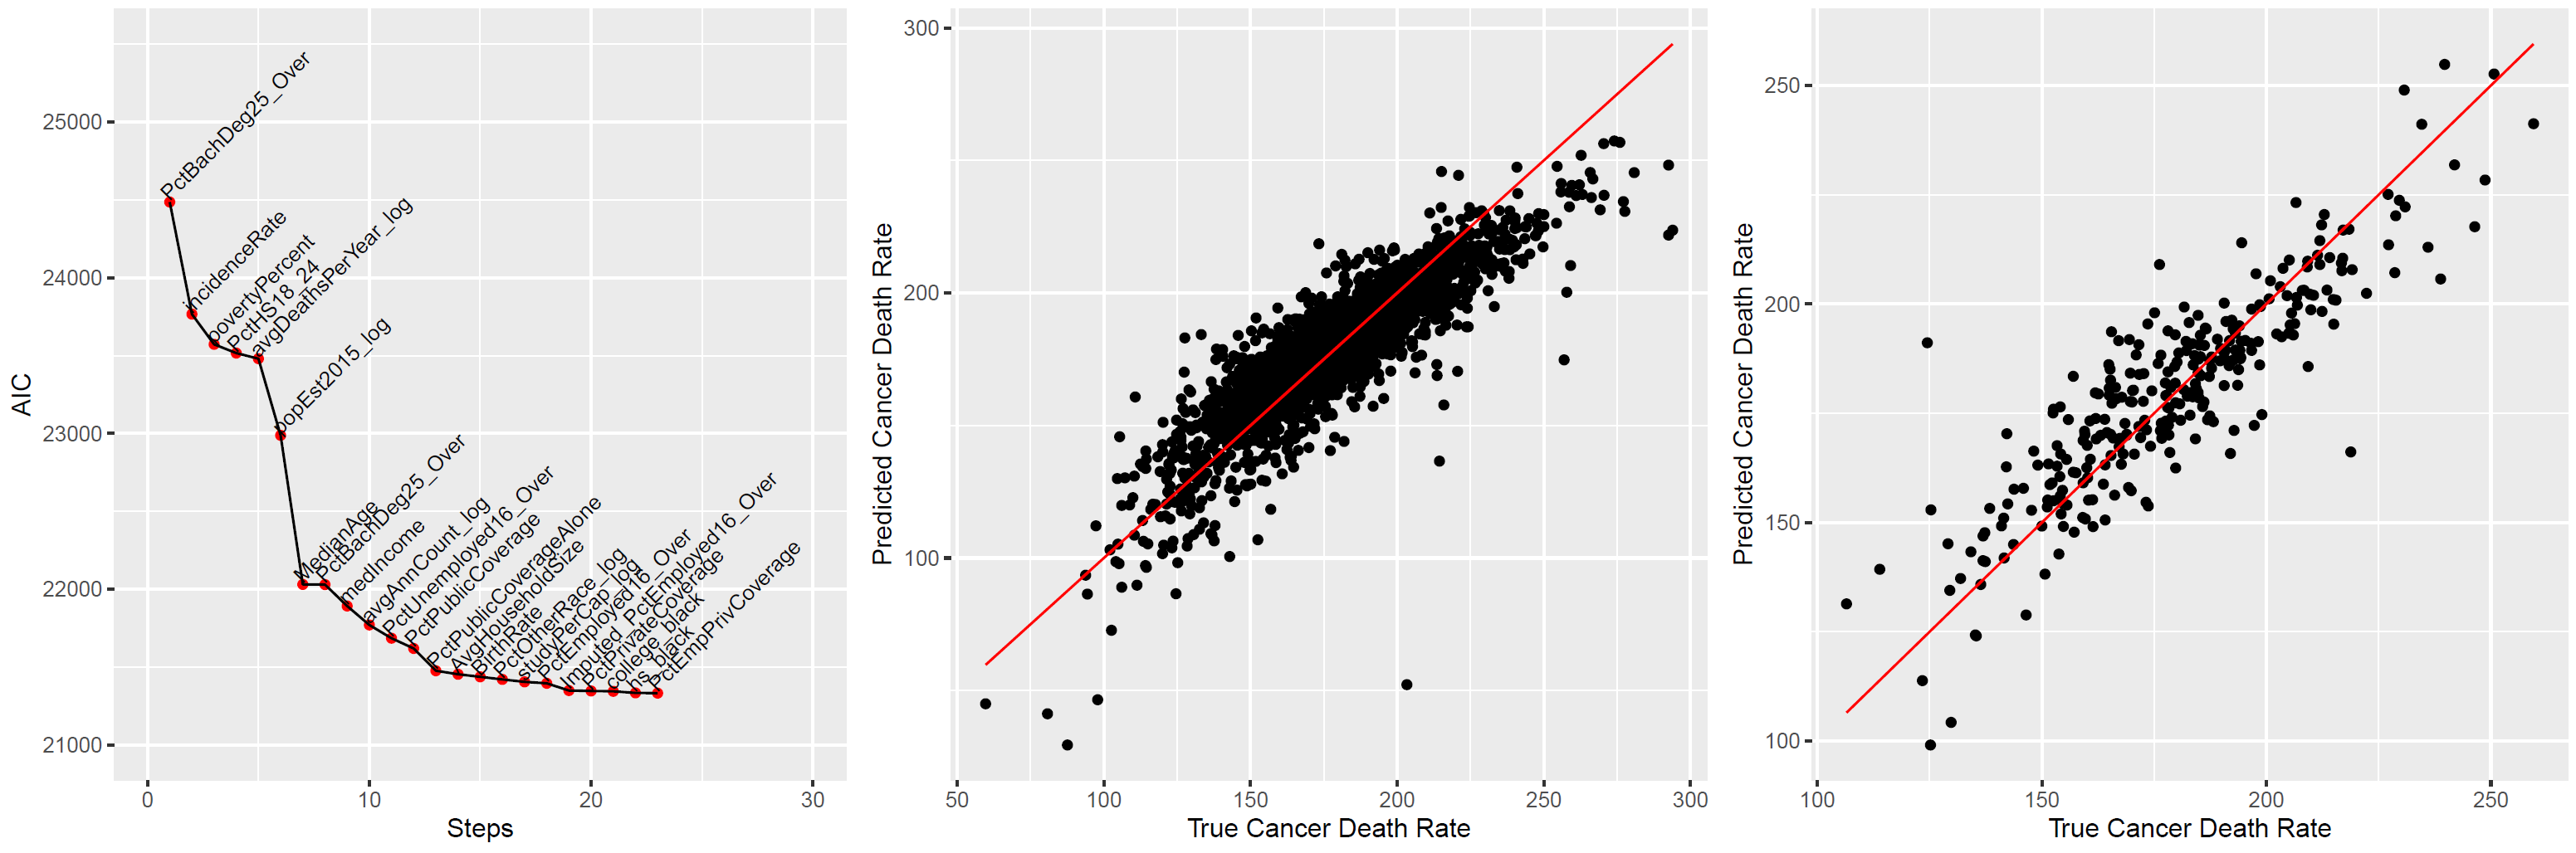 AIC
25000
24000
23000
22000
21000
PctBachDeg25_Over
incidenceRate
povertyPercent
PctHS18_24
avgDeathsPerYear_log
popEst2015_log
MedianAge
PctBachDeg25_Over
medIncome
avgAnnCount_log
PctUnemployed16_Over
PctPublicCoverage
PctPublicCoverageAlone
AvgHouseholdSize
BirthRate
PctOtherRace_log
studyPerCap_log
PctEmployed16_Over
Imputed_PctEmployed16_Over
PctPrivateCoverage
college_black
hs_black
PctEmpPrivCoverage
0 10 20 30
Steps
Predicted Cancer Death Rate
300
200
100
50 100 150 200 250 300
True Cancer Death Rate
Predicted Cancer Death Rate
250
200
150
100
100 150 200 250
True Cancer Death Rate